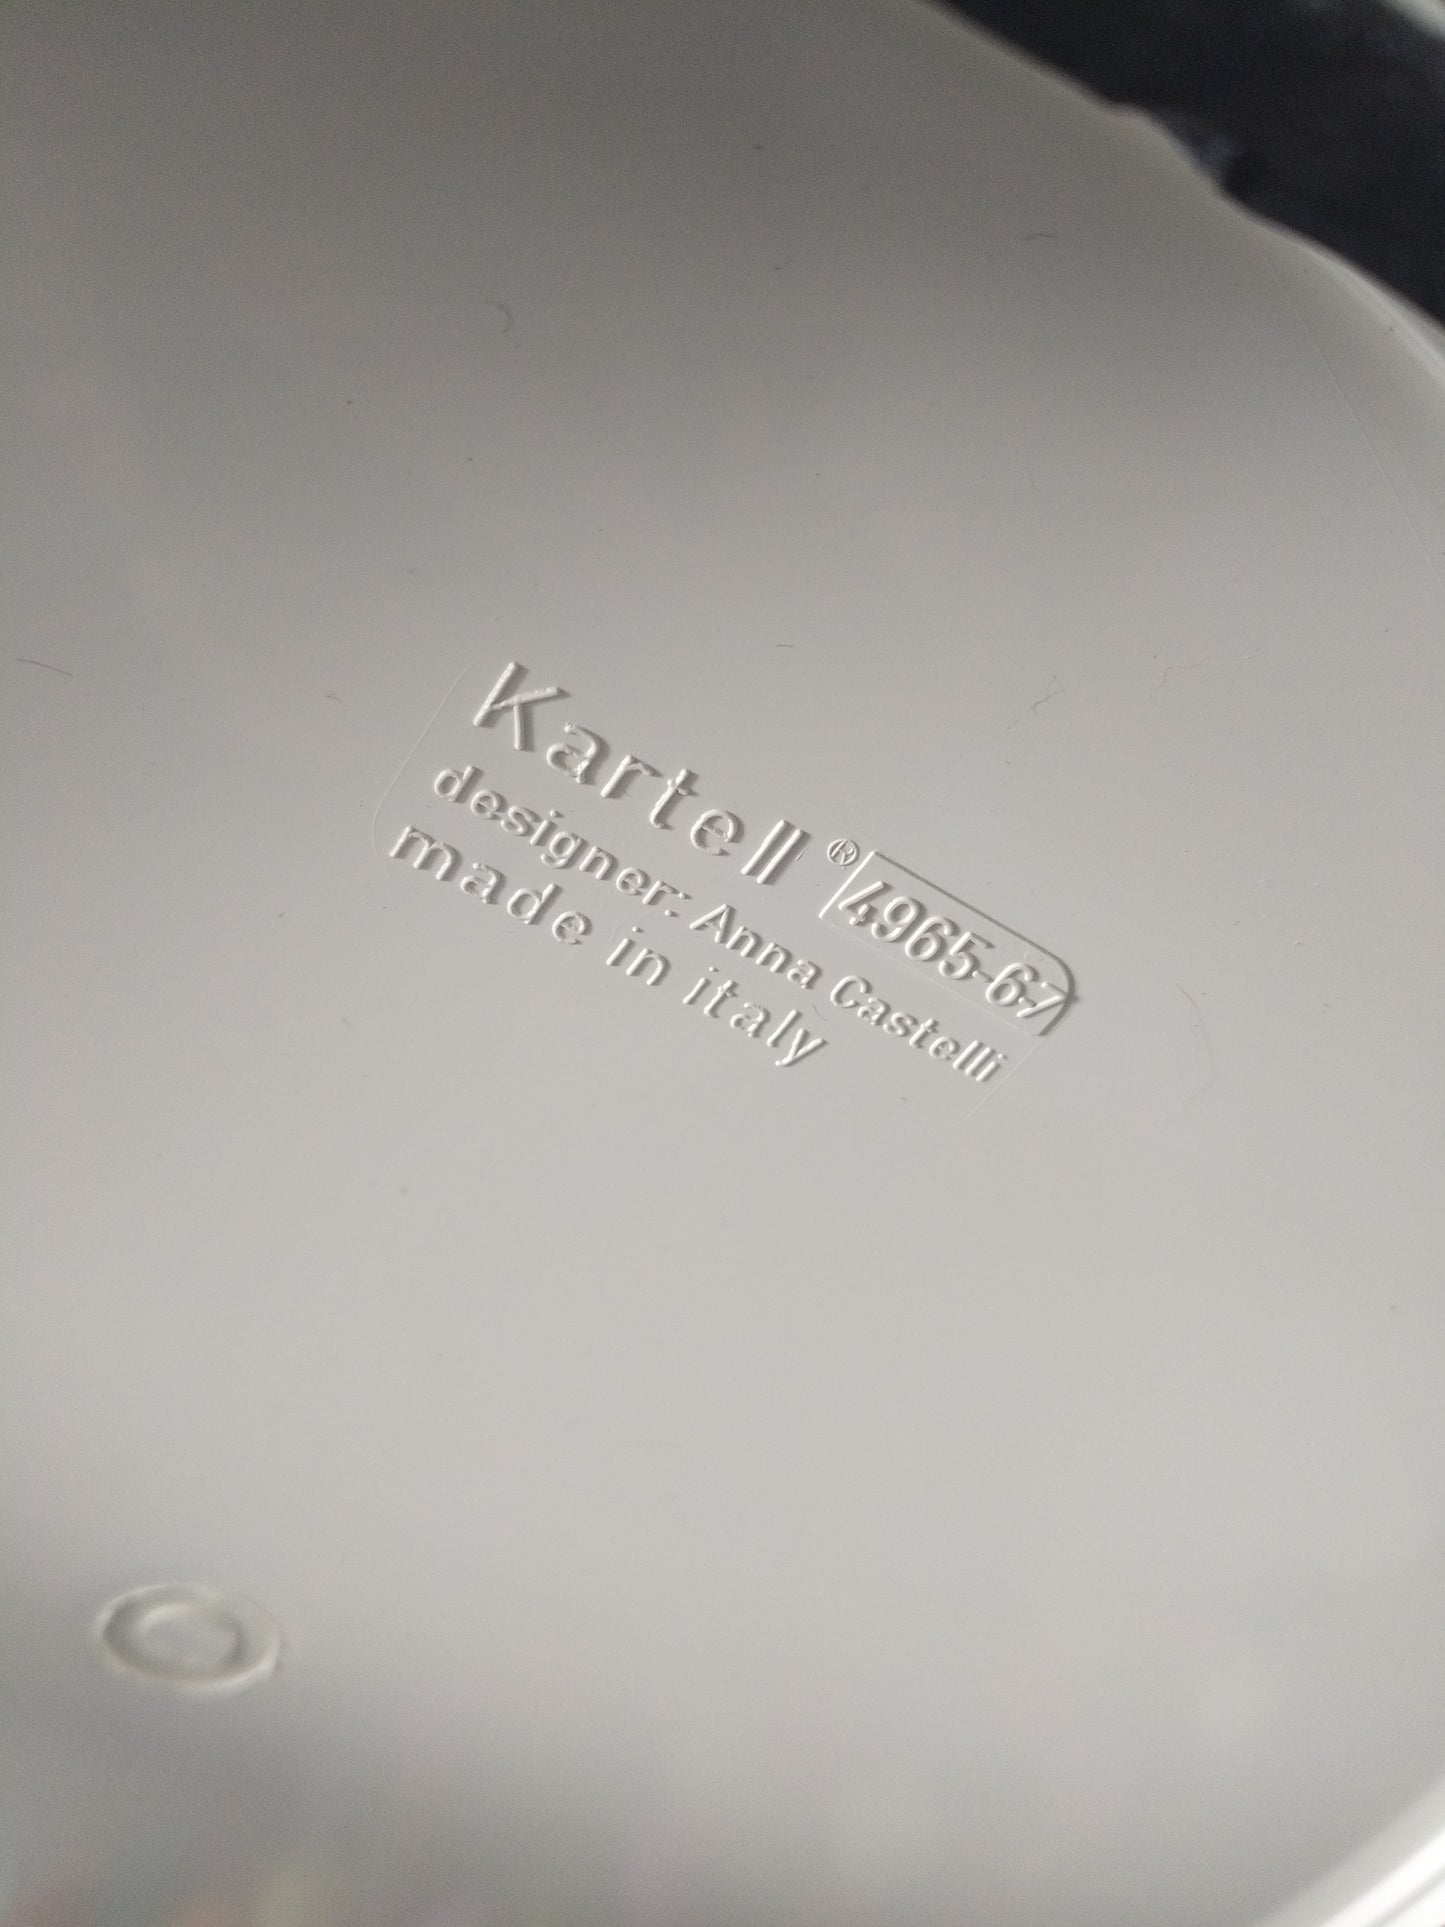 Kartell® 4965-67
designer: Anna Castelli
made in italy